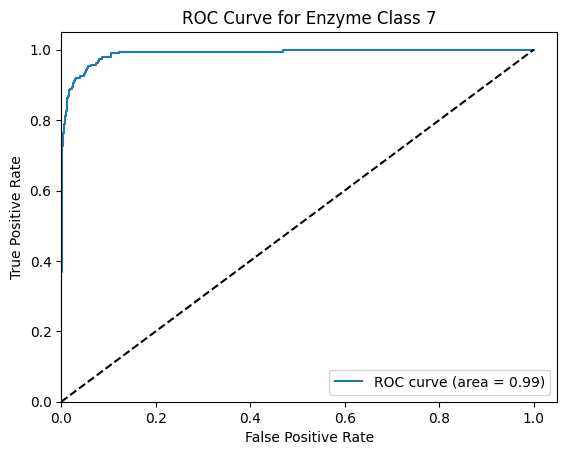 ROC Curve for Enzyme Class 7
True Positive Rate
1.0
0.8
0.6
0.4
0.2
0.0
ROC curve (area = 0.99)
0.0 0.2 0.4 0.6 0.8 1.0
False Positive Rate